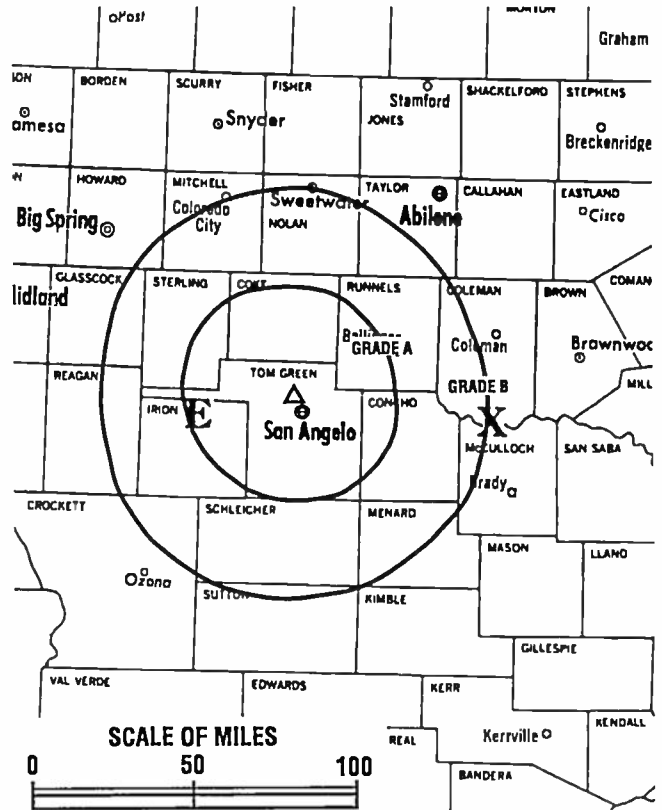 Post
Graham
BORDEN
SCURRY
FISHER
Stamford
SHACKELFORD
STEPHENS
amesa
Snyder
JONES
Breckenridge
HOWARD
MITCHELL
TAYLOR
CALLAHAN
EASTLAND
Colorado
City
Sweetwater
Abilene
Cisco
Big Spring
NOLAN
GLASSCOCK
STERLING
COKE
RUNNELS
COLEMAN
BROWN
COMAN
lidland
Coleman
Brownwoo
GRADE A
REAGAN
TOM GREEN
GRADE B
MILL
IRION
E
CONCHO
X
San Angelo
McCULLOCH
SAN SABA
Brady
CROCKETT
SCHLEICHER
MENARD
MASON
LLANO
Ozona
SUTTON
KIMBLE
GILLESPIE
VAL VERDE
EDWARDS
KERR
KENDALL
REAL
Kerrville
BANDERA
SCALE OF MILES
0 50 100